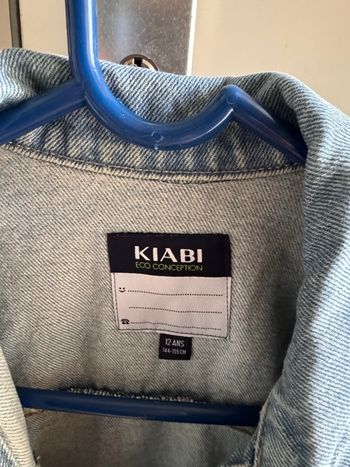 KIABI
ECO CONCEPTION
12 ANS
144-155 CM